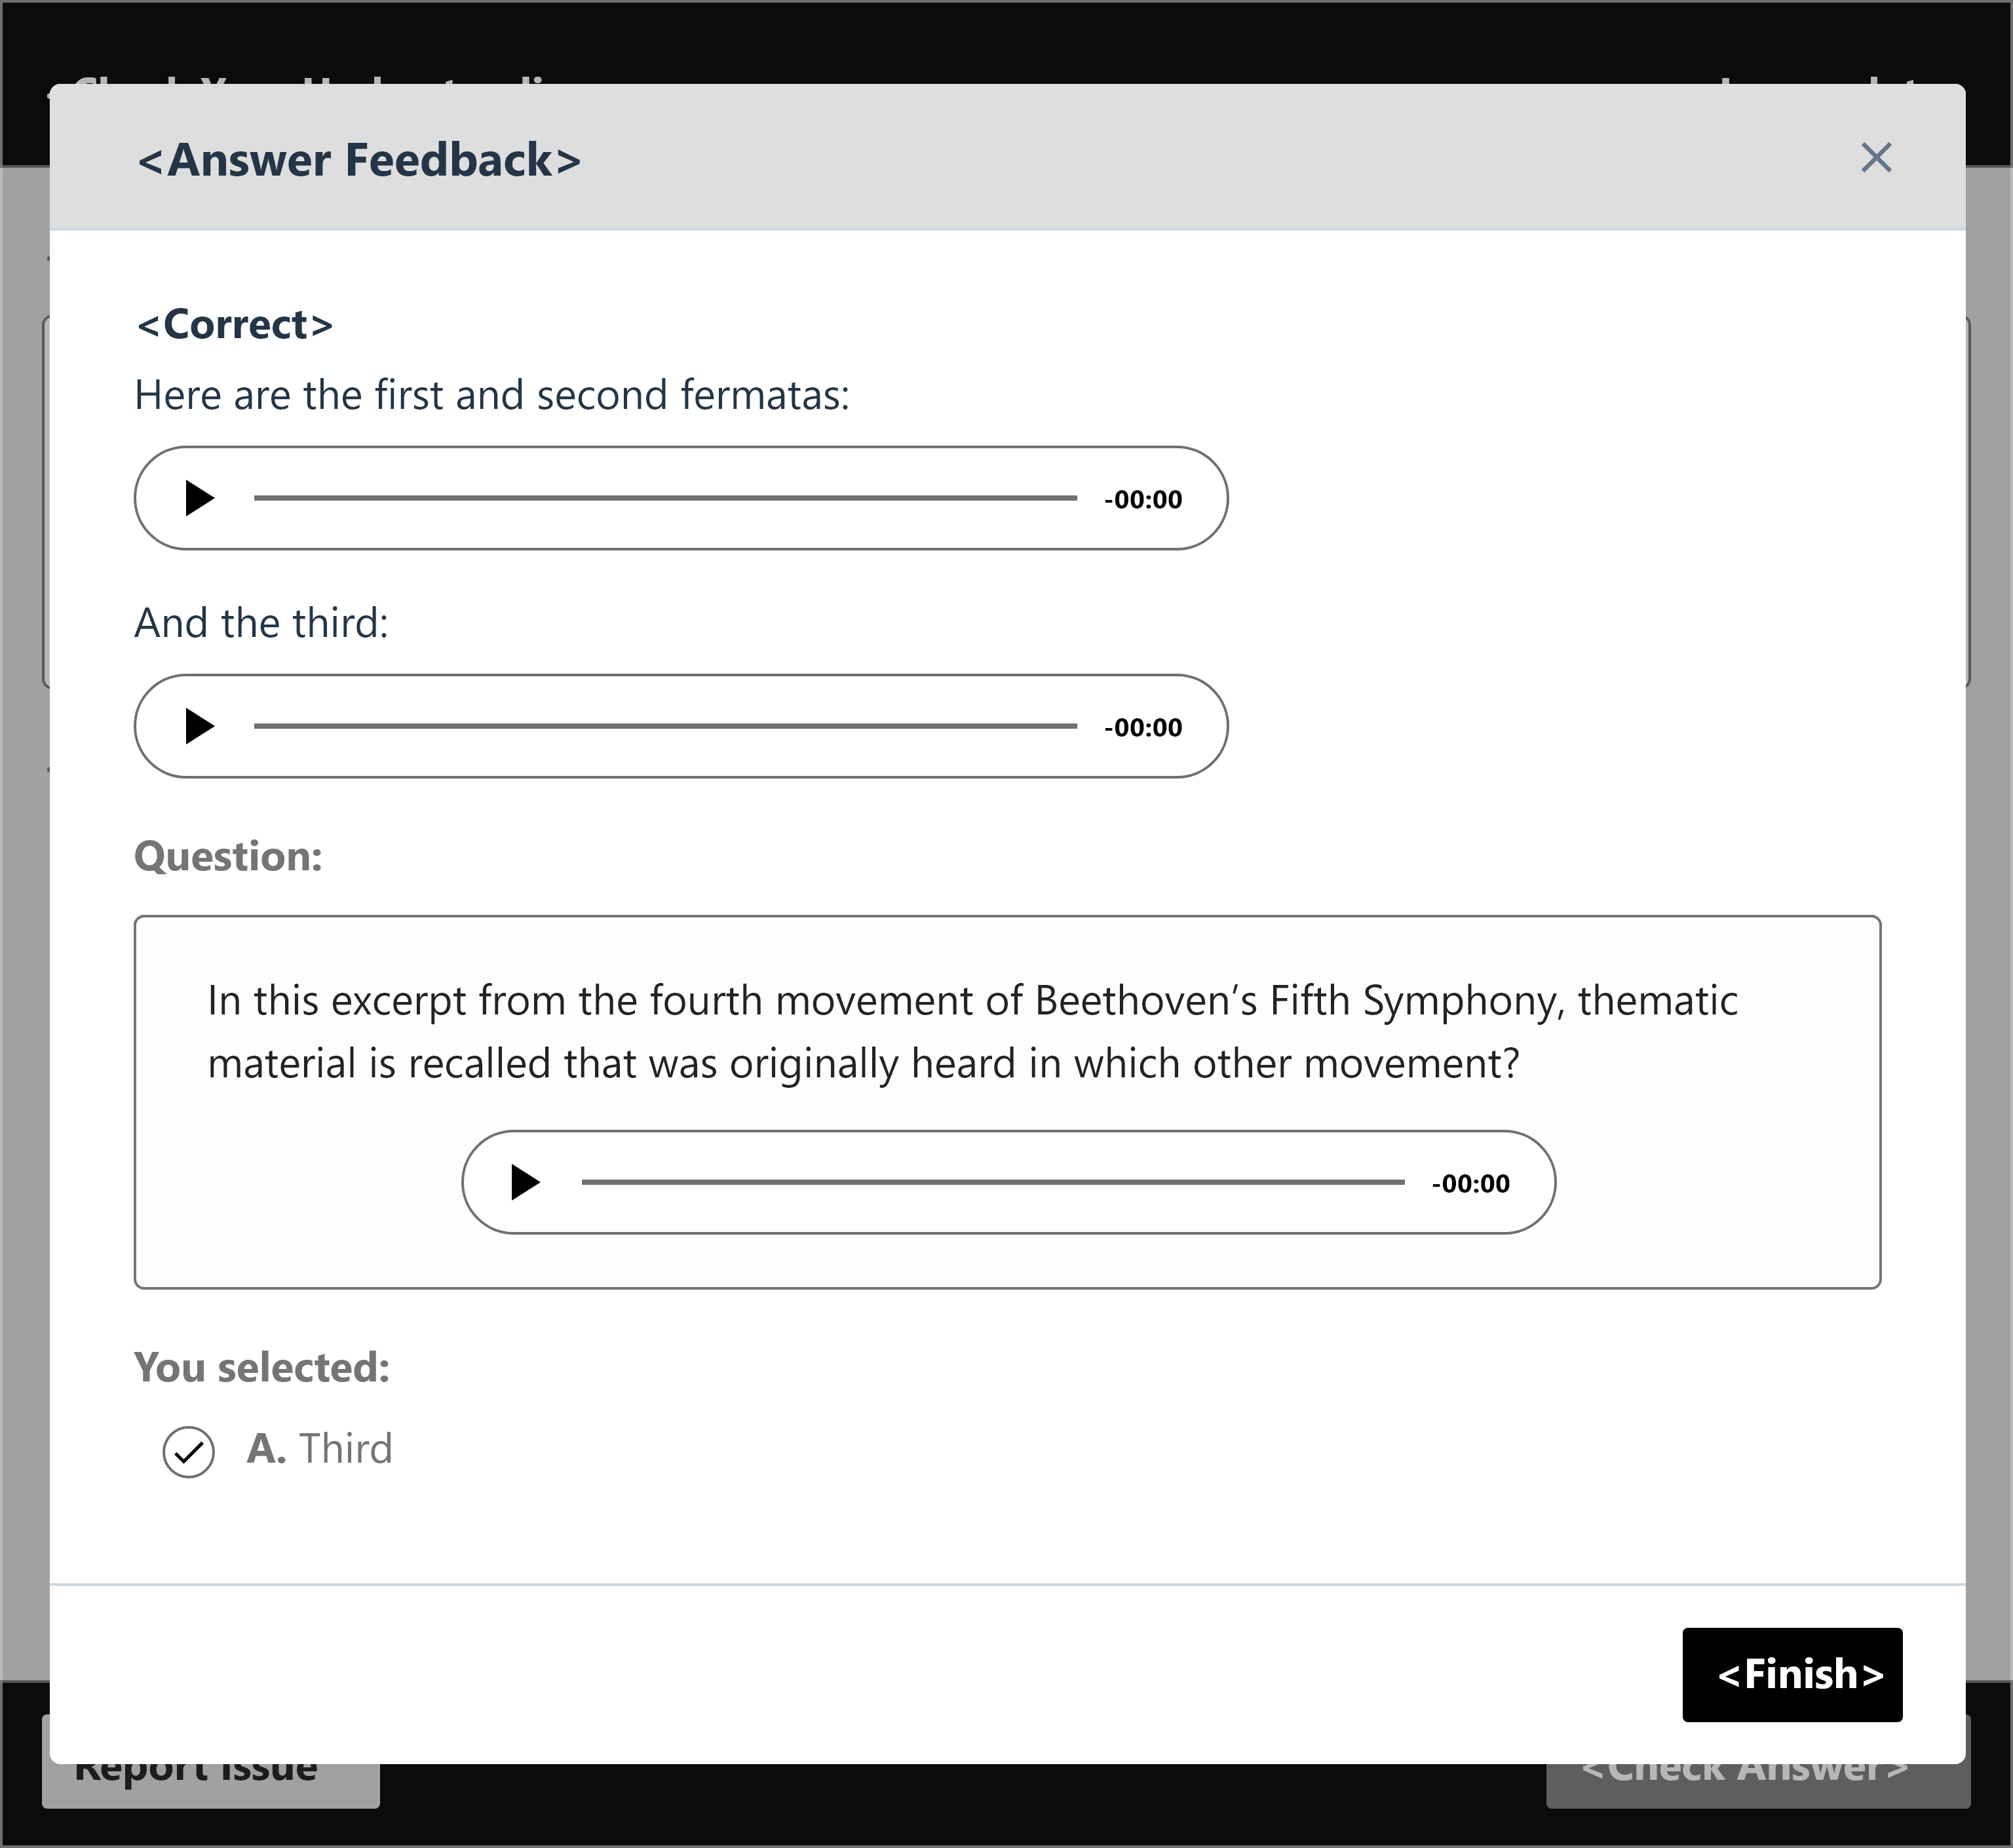 <Answer Feedback>
<Correct>
Here are the first and second fermatas:
-00:00
And the third:
-00:00
Question:
In this excerpt from the fourth movement of Beethoven’s Fifth Symphony, thematic
material is recalled that was originally heard in which other movement?
-00:00
You selected:
A. Third
<Finish>
Report Issue
<Check Answer>